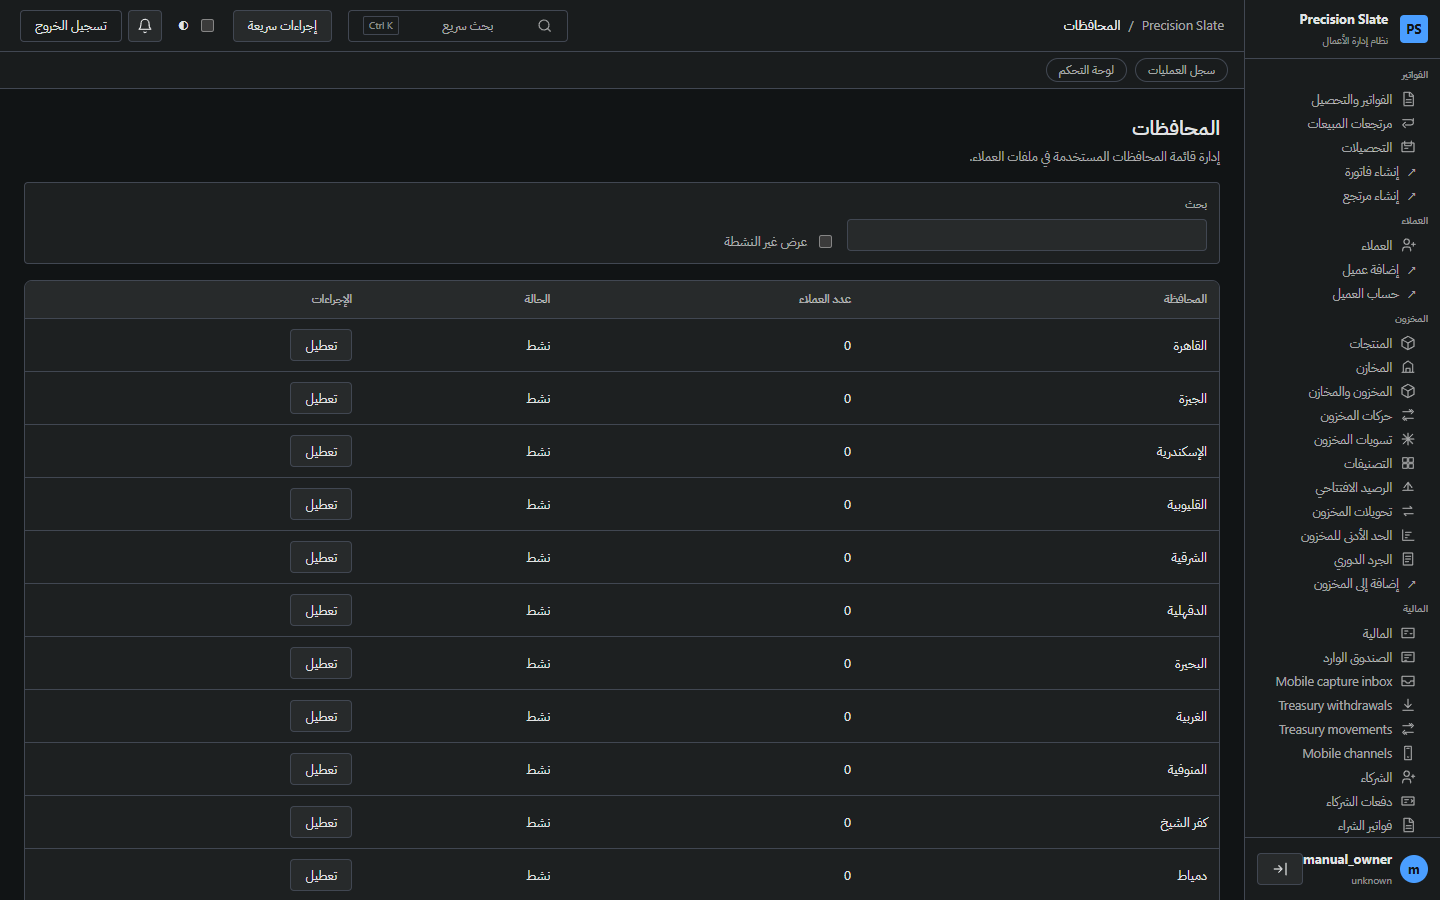 Precision Slate
نظام إدارة الأعمال
PS
الفواتير
الفواتير والتحصيل
مرتجعات المبيعات
التحصيلات
إنشاء فاتورة
إنشاء مرتجع
العملاء
العملاء
إضافة عميل
حساب العميل
المخزون
المنتجات
المخازن
المخزون والمخازن
حركات المخزون
تسويات المخزون
التصنيفات
الرصيد الافتتاحي
تحويلات المخزون
الحد الأدنى للمخزون
الجرد الدوري
إضافة إلى المخزون
المالية
المالية
الصندوق الوارد
Mobile capture inbox
Treasury withdrawals
Treasury movements
Mobile channels
الشركاء
دفعات الشركاء
فواتير الشراء
manual_owner
unknown
m
Precision Slate / المحافظات
بحث سريع
Ctrl K
إجراءات سريعة
تسجيل الخروج
سجل العمليات
لوحة التحكم
المحافظات
إدارة قائمة المحافظات المستخدمة في ملفات العملاء.
بحث
عرض غير النشطة
المحافظة عدد العملاء الحالة الإجراءات
القاهرة 0 نشط تعطيل
الجيزة 0 نشط تعطيل
الإسكندرية 0 نشط تعطيل
القليوبية 0 نشط تعطيل
الشرقية 0 نشط تعطيل
الدقهلية 0 نشط تعطيل
البحيرة 0 نشط تعطيل
الغربية 0 نشط تعطيل
المنوفية 0 نشط تعطيل
كفر الشيخ 0 نشط تعطيل
دمياط 0 نشط تعطيل